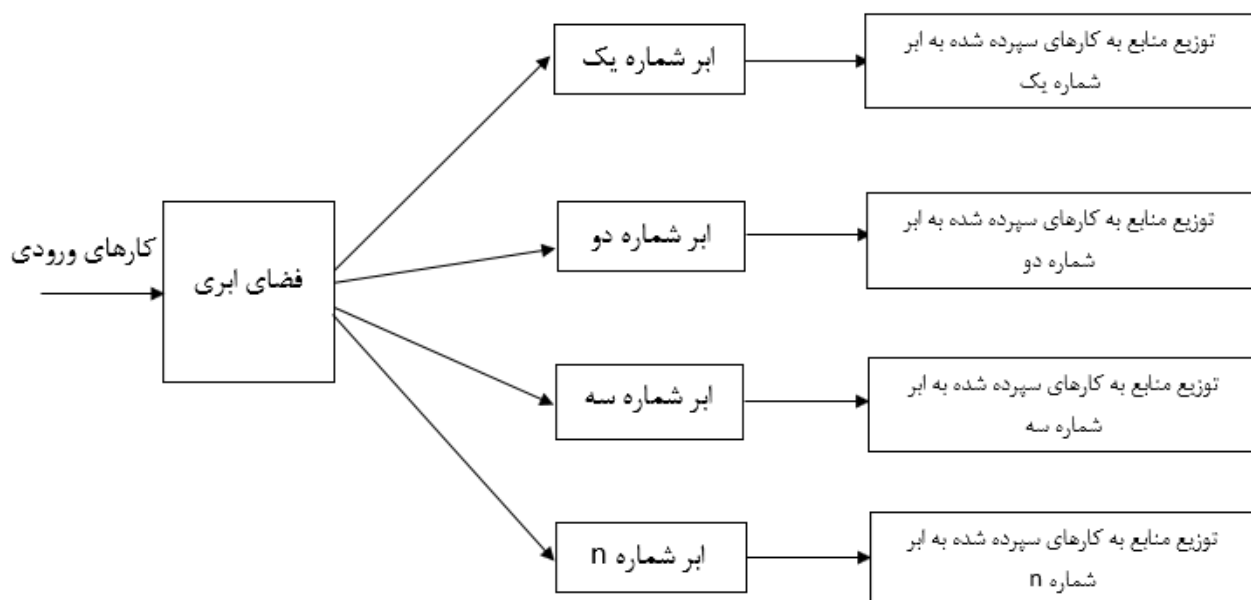 کارهای ورودی
فضای ابری
ابر شماره یک
توزیع منابع به کارهای سپرده شده به ابر
شماره یک
ابر شماره دو
توزیع منابع به کارهای سپرده شده به ابر
شماره دو
ابر شماره سه
توزیع منابع به کارهای سپرده شده به ابر
شماره سه
ابر شماره n
توزیع منابع به کارهای سپرده شده به ابر
شماره n